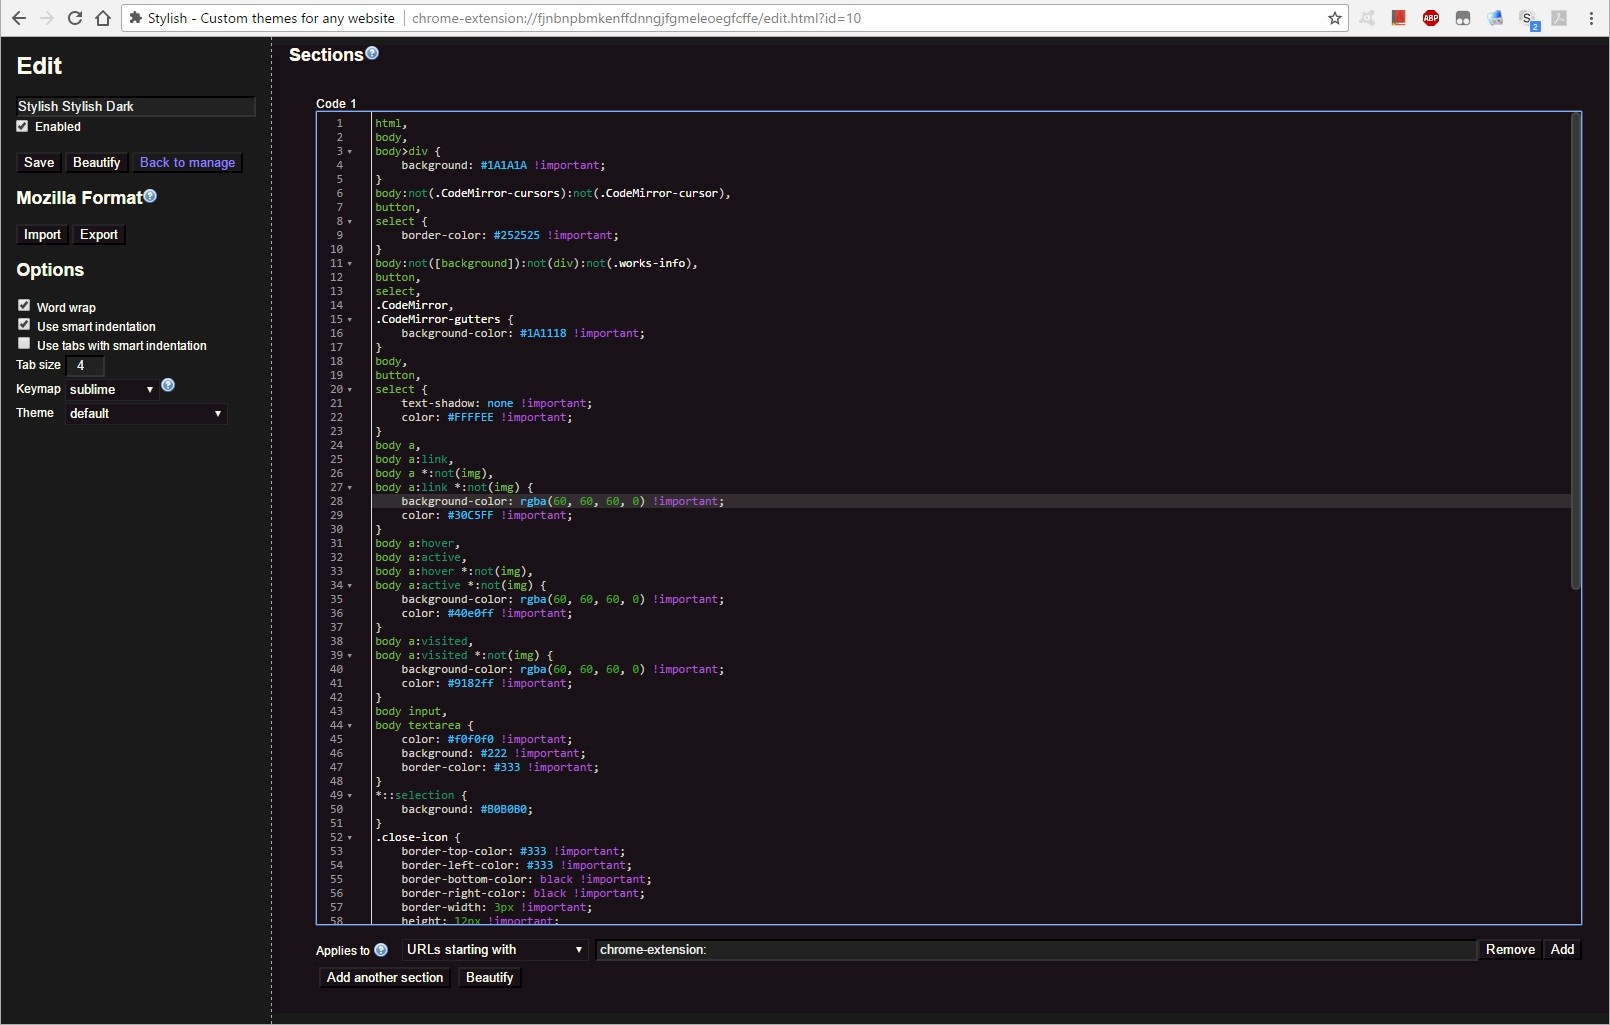 Stylish - Custom themes for any website chrome-extension://fjnbnpbmkenffdnngjfgmeleoegfcffe/edit.html?id=10
ABP
S
2
Edit
Stylish Stylish Dark
Enabled
Save Beautify Back to manage
Mozilla Format
Import Export
Options
Word wrap
Use smart indentation
Use tabs with smart indentation
Tab size 4
Keymap sublime
Theme default
Sections
Code 1
1 html,
2 body,
3 body>div {
4 background: #1A1A1A !important;
5 }
6 body:not(.CodeMirror-cursors):not(.CodeMirror-cursor),
7 button,
8 select {
9 border-color: #252525 !important;
10 }
11 body:not([background]):not(div):not(.works-info),
12 button,
13 select,
14 .CodeMirror,
15 .CodeMirror-gutters {
16 background-color: #1A1118 !important;
17 }
18 body,
19 button,
20 select {
21 text-shadow: none !important;
22 color: #FFFFEE !important;
23 }
24 body a,
25 body a:link,
26 body a *:not(img),
27 body a:link *:not(img) {
28 background-color: rgba(60, 60, 60, 0) !important;
29 color: #30C5FF !important;
30 }
31 body a:hover,
32 body a:active,
33 body a:hover *:not(img),
34 body a:active *:not(img) {
35 background-color: rgba(60, 60, 60, 0) !important;
36 color: #40e0ff !important;
37 }
38 body a:visited,
39 body a:visited *:not(img) {
40 background-color: rgba(60, 60, 60, 0) !important;
41 color: #9182ff !important;
42 }
43 body input,
44 body textarea {
45 color: #f0f0f0 !important;
46 background: #222 !important;
47 border-color: #333 !important;
48 }
49 *::selection {
50 background: #B0B0B0;
51 }
52 .close-icon {
53 border-top-color: #333 !important;
54 border-left-color: #333 !important;
55 border-bottom-color: black !important;
56 border-right-color: black !important;
57 border-width: 3px !important;
58 height: 12px !important;
Applies to URLs starting with chrome-extension: Remove Add
Add another section Beautify